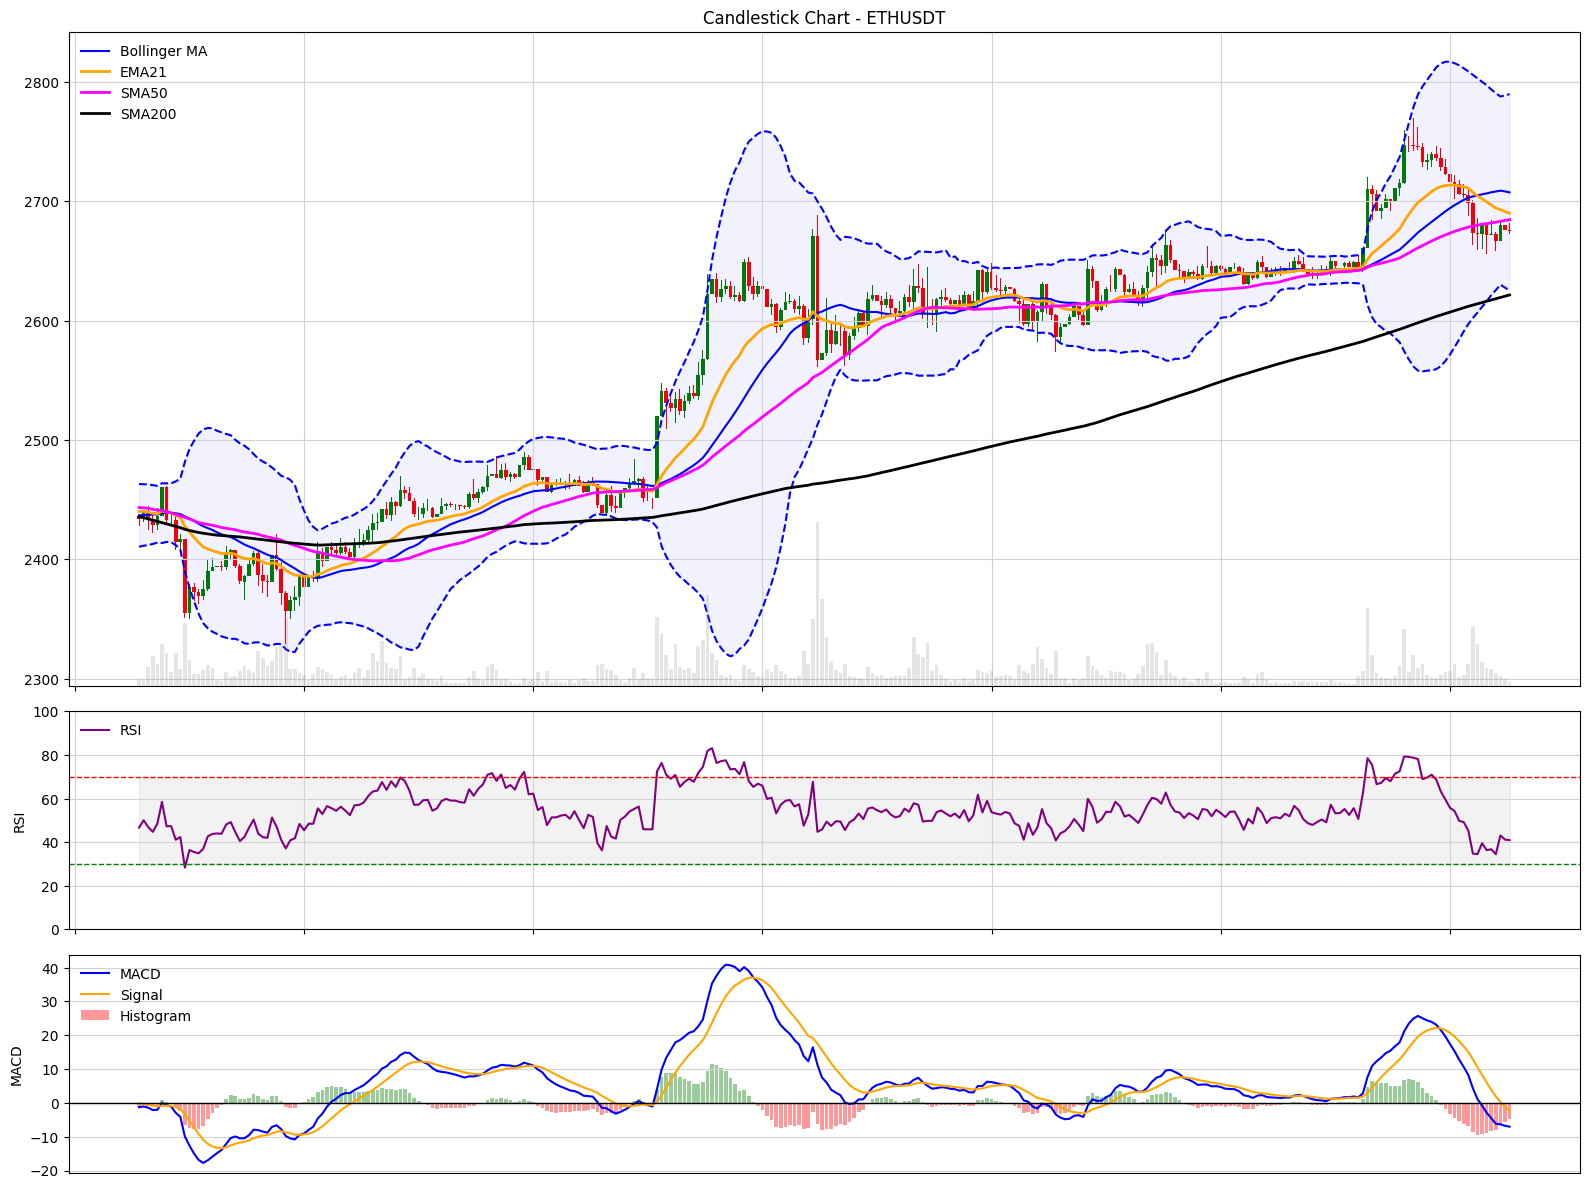 Candlestick Chart - ETHUSDT
Bollinger MA
EMA21
SMA50
SMA200
2800
2700
2600
2500
2400
2300
RSI
RSI
100
80
60
40
20
0
MACD
MACD
Signal
Histogram
40
30
20
10
0
−10
−20